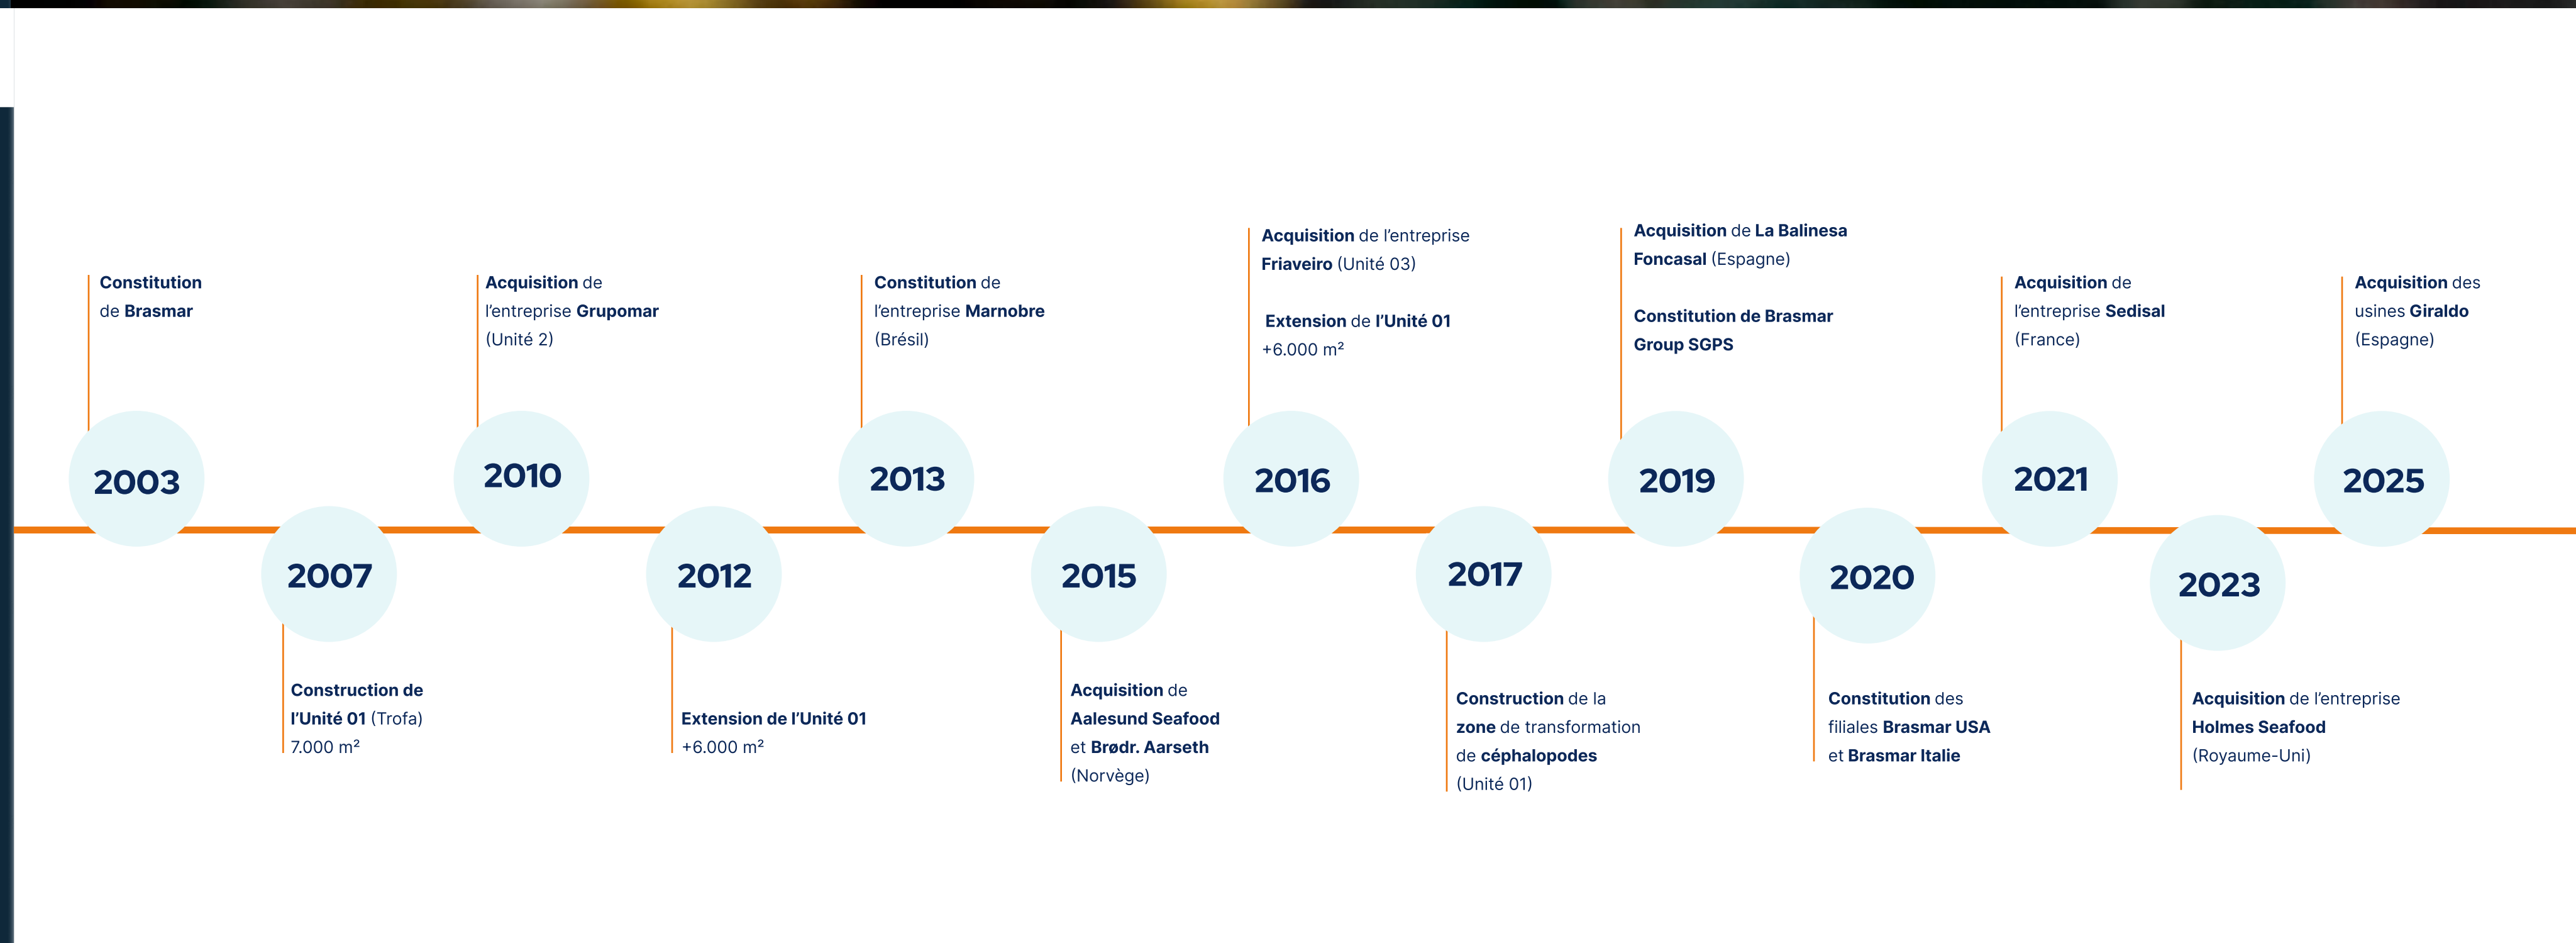 Constitution
de Brasmar
2003
2007
Construction de
l'Unité 01 (Trofa)
7.000 m²
Acquisition de
l'entreprise Grupomar
(Unité 2)
2010
2012
Extension de l'Unité 01
+6.000 m²
Constitution de
l'entreprise Marnobre
(Brésil)
2013
2015
Acquisition de
Aalesund Seafood
et Brødr. Aarseth
(Norvège)
Acquisition de l'entreprise
Friaveiro (Unité 03)
Extension de l'Unité 01
+6.000 m²
2016
2017
Construction de la
zone de transformation
de céphalopodes
(Unité 01)
Acquisition de La Balinesa
Foncasal (Espagne)
Constitution de Brasmar
Group SGPS
2019
2020
Constitution des
filiales Brasmar USA
et Brasmar Italie
Acquisition de
l'entreprise Sedisal
(France)
2021
2023
Acquisition de l'entreprise
Holmes Seafood
(Royaume-Uni)
Acquisition des
usines Giraldo
(Espagne)
2025